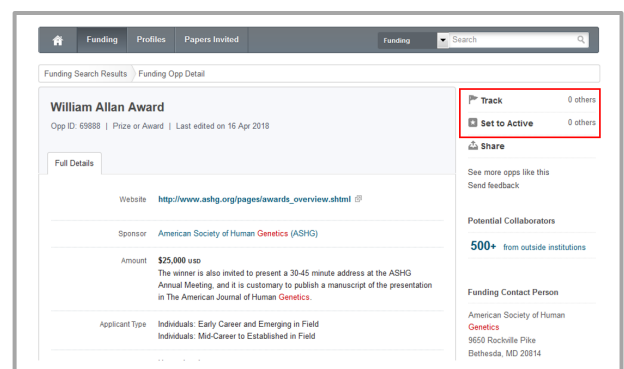 Funding Profiles Papers Invited Funding Search
Funding Search Results Funding Opp Detail
William Allan Award
Opp ID: 69888 | Prize or Award | Last edited on 16 Apr 2018
Full Details
Website http://www.ashg.org/pages/awards_overview.shtml
Sponsor American Society of Human Genetics (ASHG)
Amount $25,000 USD
The winner is also invited to present a 30-45 minute address at the ASHG
Annual Meeting, and it is customary to publish a manuscript of the presentation
in The American Journal of Human Genetics.
Applicant Type Individuals: Early Career and Emerging in Field
Individuals: Mid-Career to Established in Field
Track 0 others
Set to Active 0 others
Share
See more opps like this
Send feedback
Potential Collaborators
500+ from outside institutions
Funding Contact Person
American Society of Human
Genetics
9650 Rockville Pike
Bethesda, MD 20814